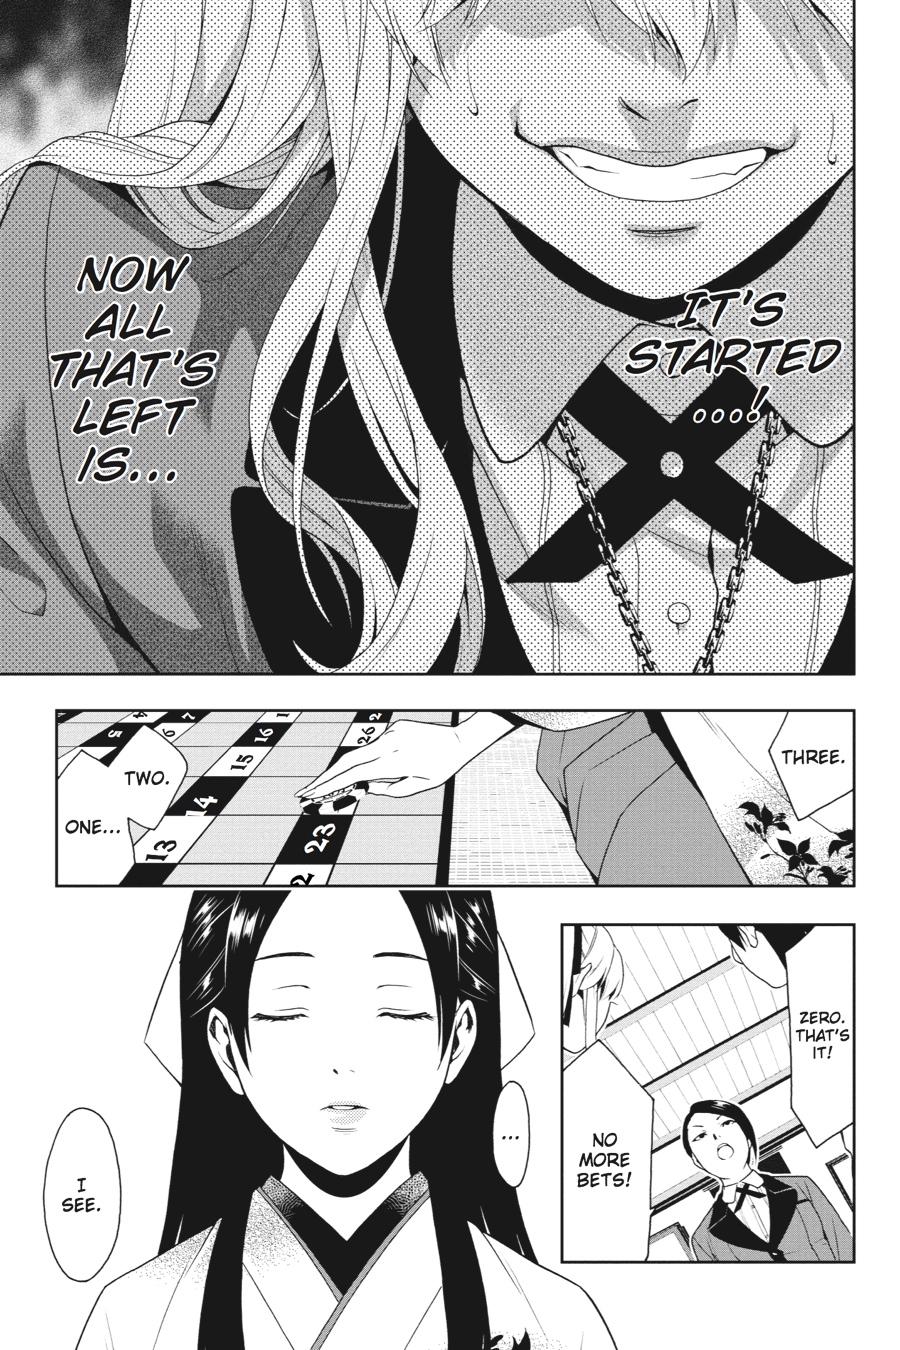 IT'S
STARTED
...!
NOW
ALL
THAT'S
LEFT
IS...
THREE.
TWO.
ONE...
4
5
7
6
1
16
15
14
13
2
26
23
ZERO.
THAT'S
IT!
NO
MORE
BETS!
...
I
SEE.